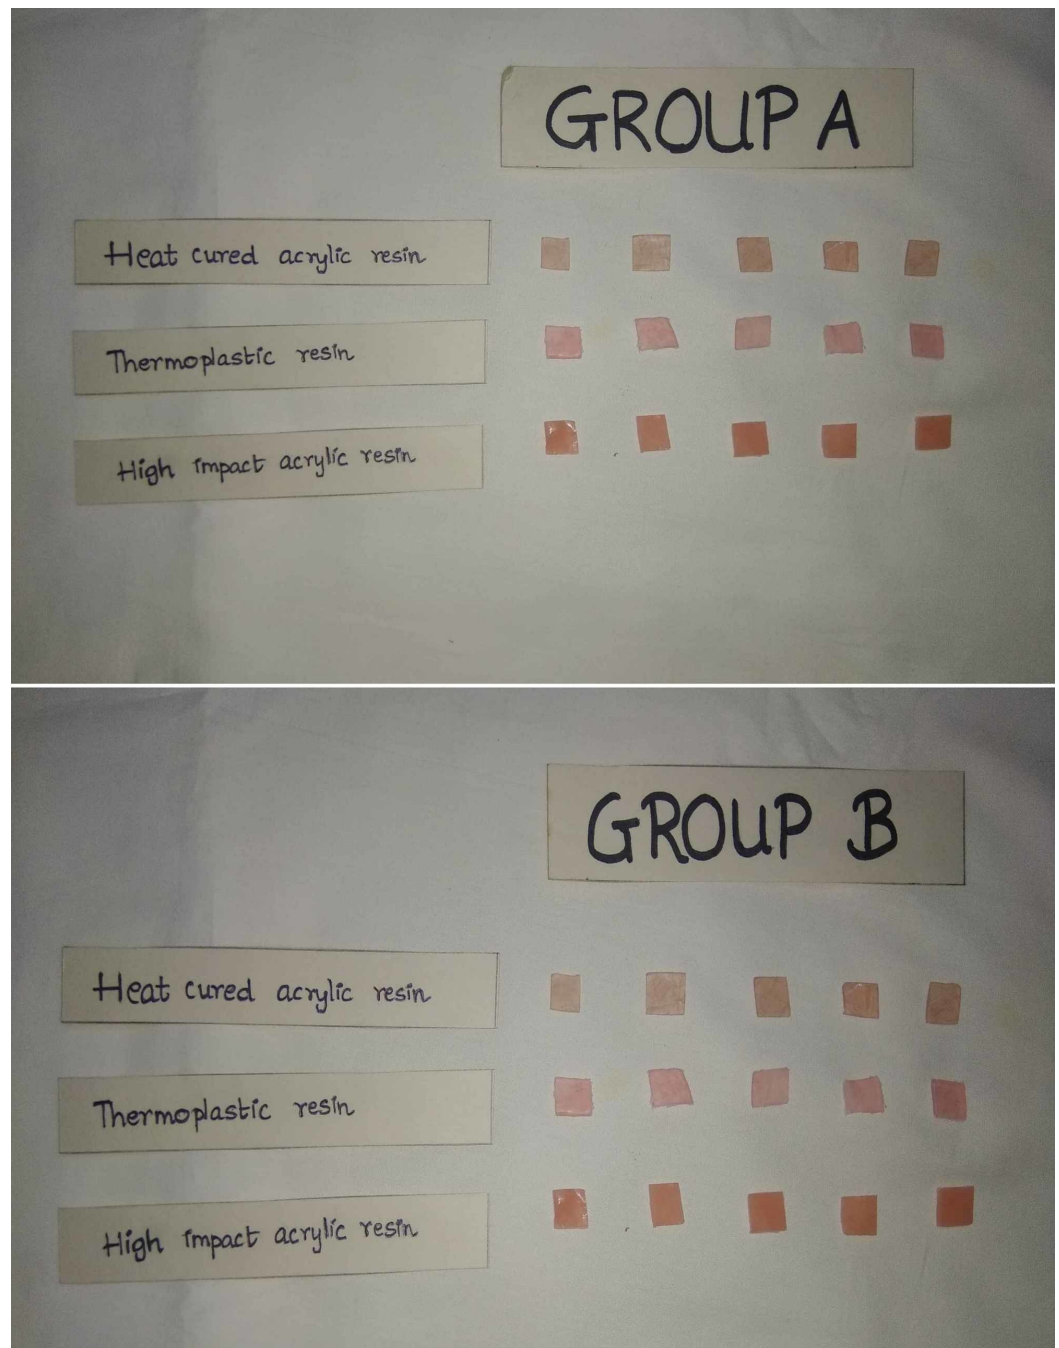 GROUP A
Heat cured acrylic resin
Thermoplastic resin
High impact acrylic resin
GROUP B
Heat cured acrylic resin
Thermoplastic resin
High impact acrylic resin